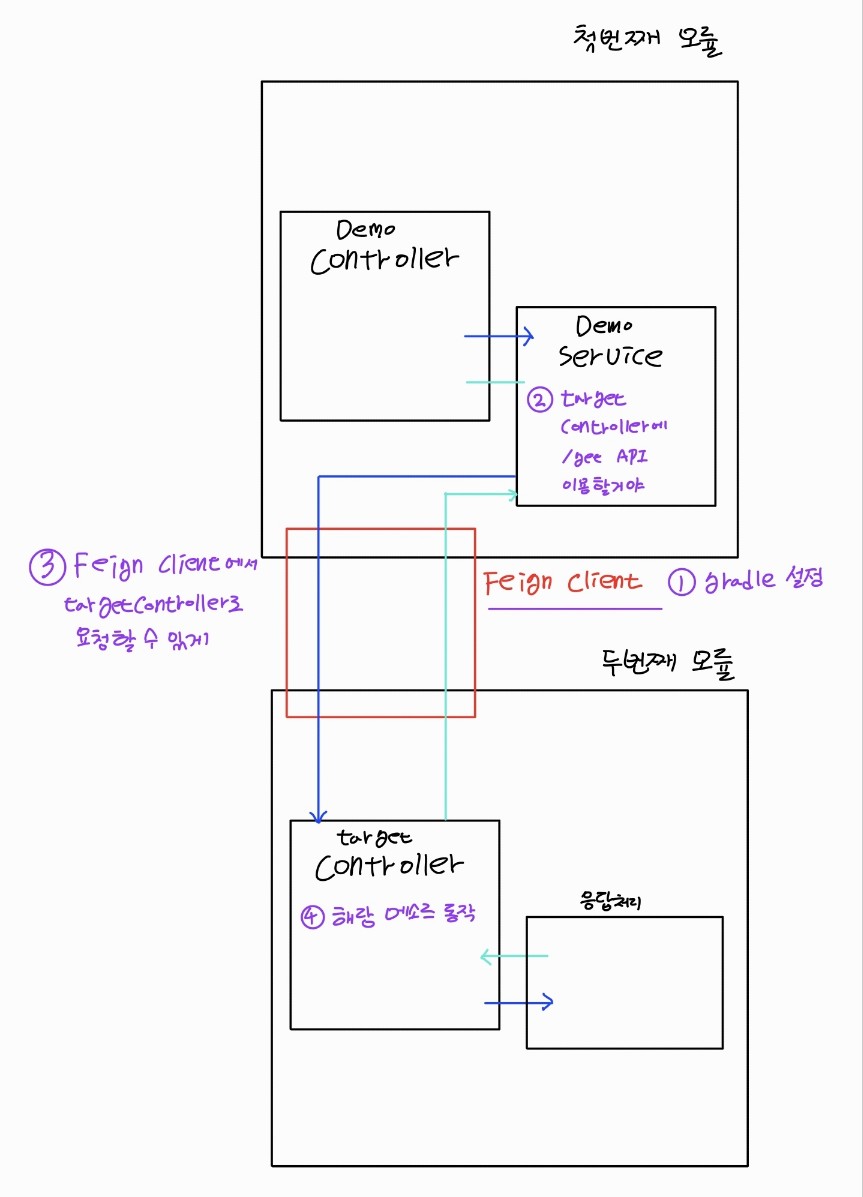 첫번째 모듈
Demo
Controller
Demo
Service
② target
Controller에
/get API
이용할거야
③ Feign Client에서
targetController로
요청할 수 있게
Feign Client ① gradle 설정
두번째 모듈
target
Controller
④ 해당 메소드 동작
응답처리